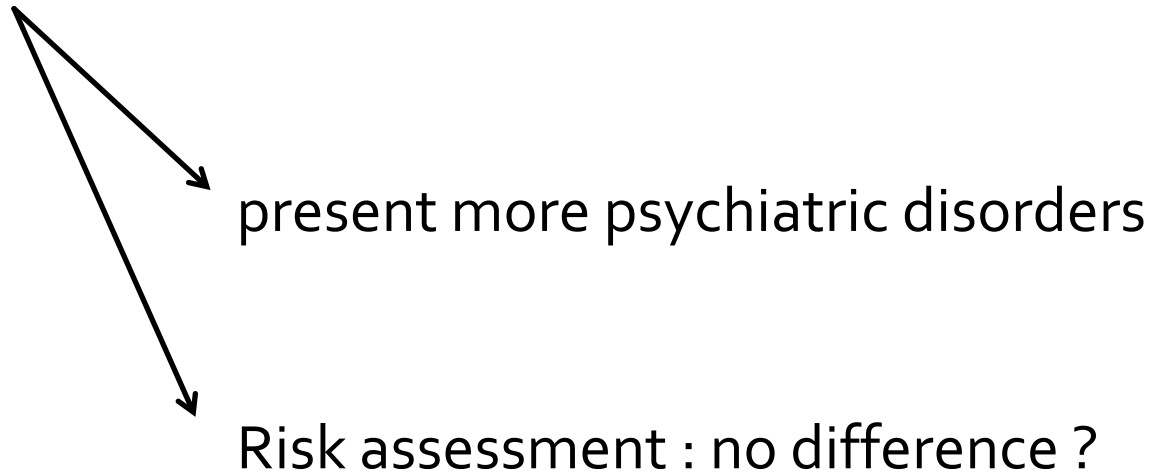 present more psychiatric disorders
Risk assessment : no difference ?